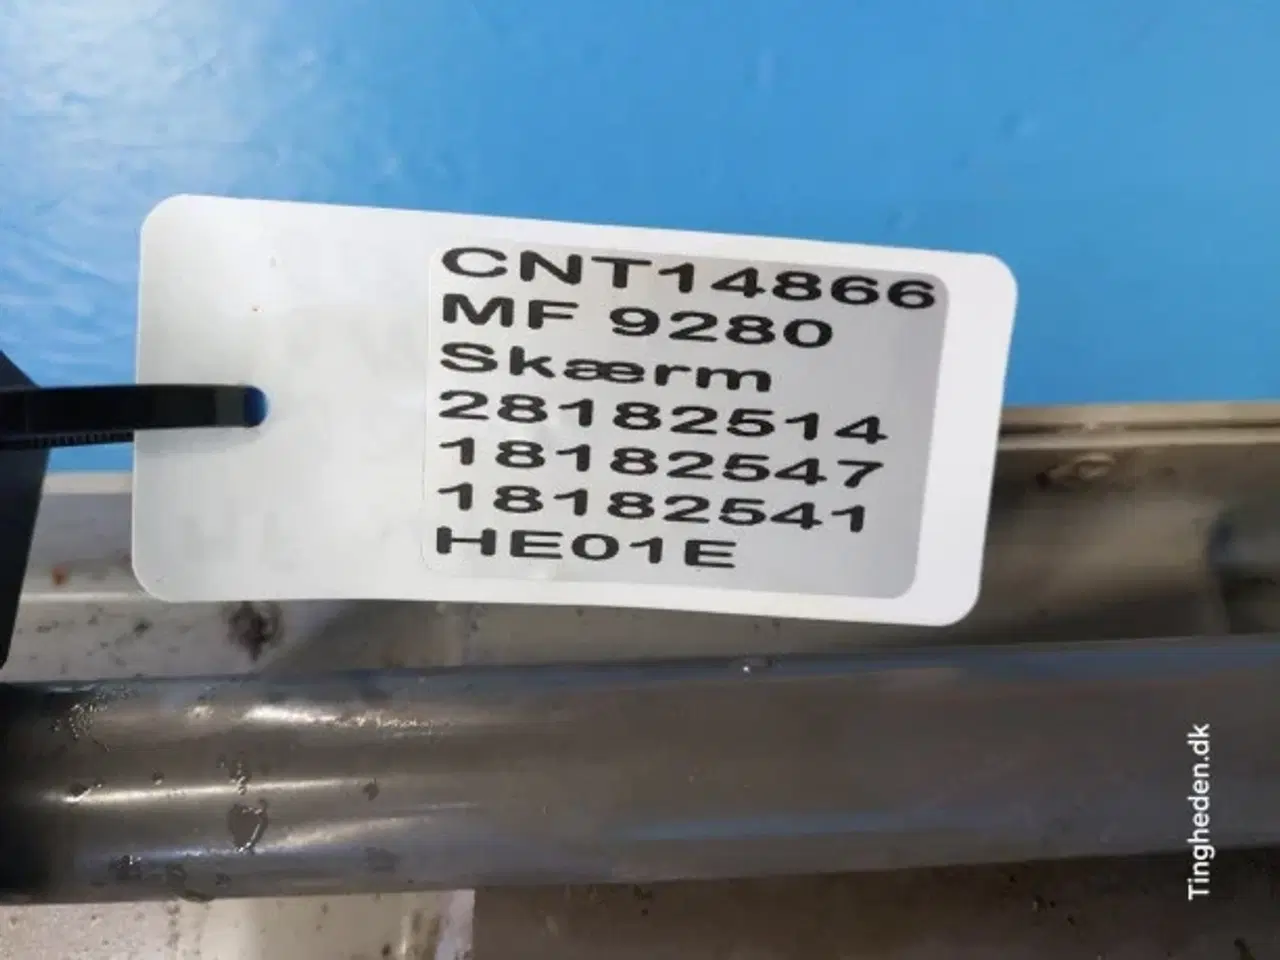 CNT14866
MF 9280
Skærm
28182514
18182547
18182541
HE01E
Tingheden.dk